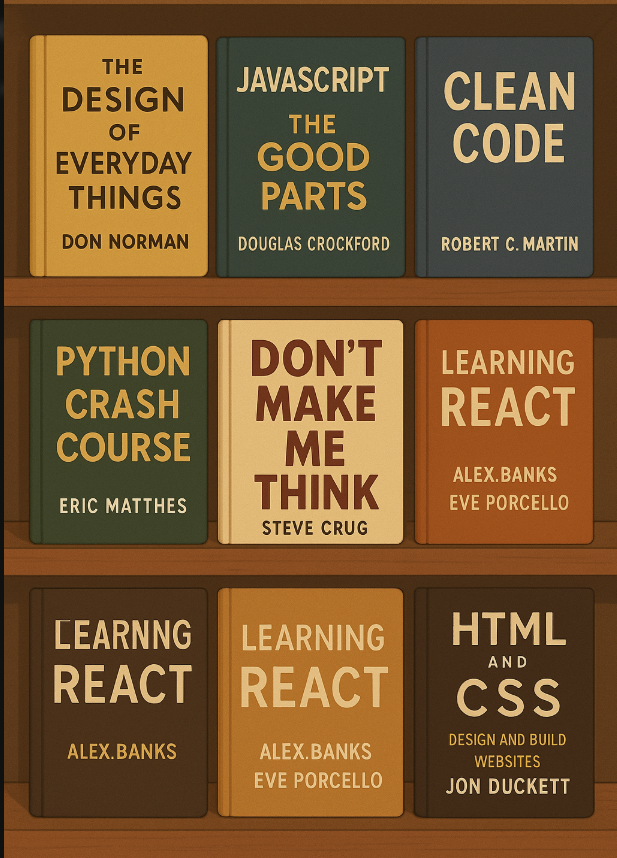 THE
DESIGN
OF
EVERYDAY
THINGS
DON NORMAN
JAVASCRIPT
THE
GOOD
PARTS
DOUGLAS CROCKFORD
CLEAN
CODE
ROBERT C. MARTIN
PYTHON
CRASH
COURSE
ERIC MATTHES
DON'T
MAKE
ME
THINK
STEVE CRUG
LEARNING
REACT
ALEX.BANKS
EVE PORCELLO
LEARNNG
REACT
ALEX.BANKS
LEARNING
REACT
ALEX.BANKS
EVE PORCELLO
HTML
AND
CSS
DESIGN AND BUILD
WEBSITES
JON DUCKETT